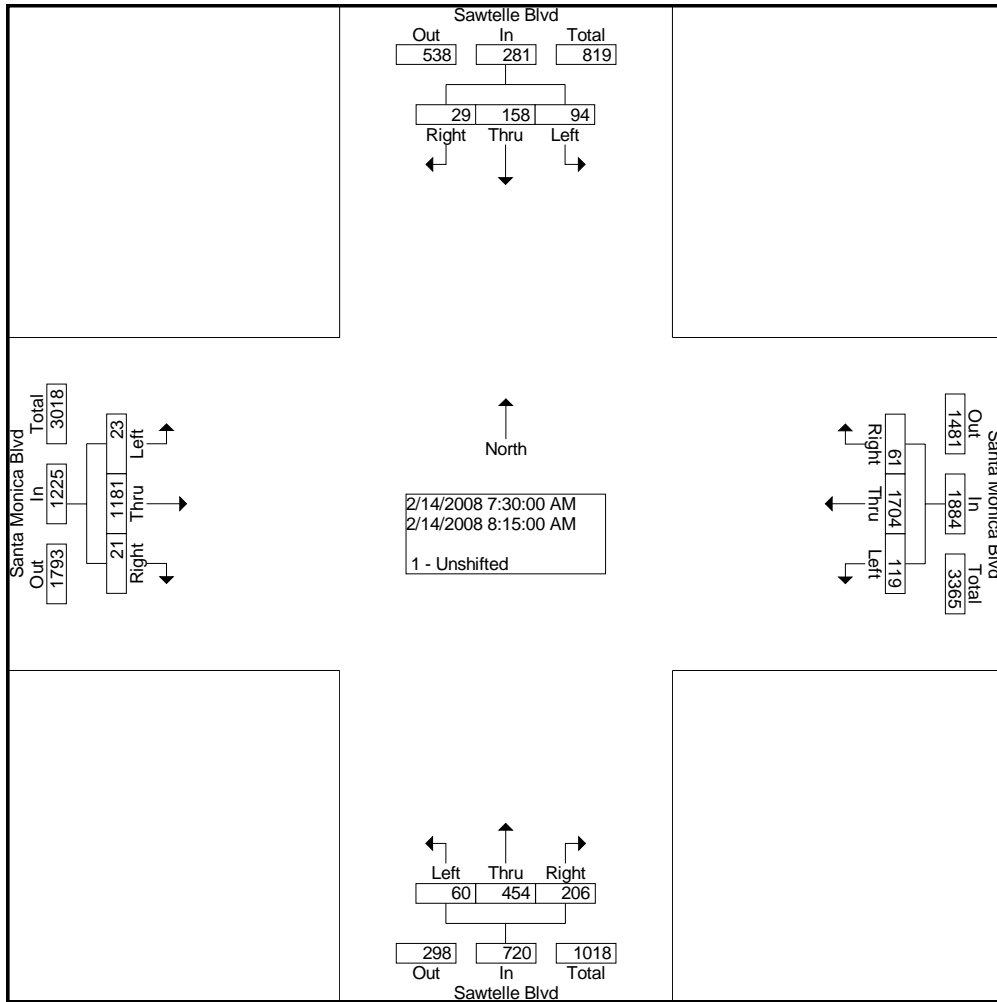 Sawtelle Blvd
Out In Total
538 281 819
29 158 94
Right Thru Left
Santa Monica Blvd
Total In Out
3018 1225 1793
23 1181 21
Left Thru Right
North
2/14/2008 7:30:00 AM
2/14/2008 8:15:00 AM
1 - Unshifted
Right Thru Left
61 1704 119
Out In Total
1481 1884 3365
Santa Monica Blvd
Left Thru Right
60 454 206
298 720 1018
Out In Total
Sawtelle Blvd